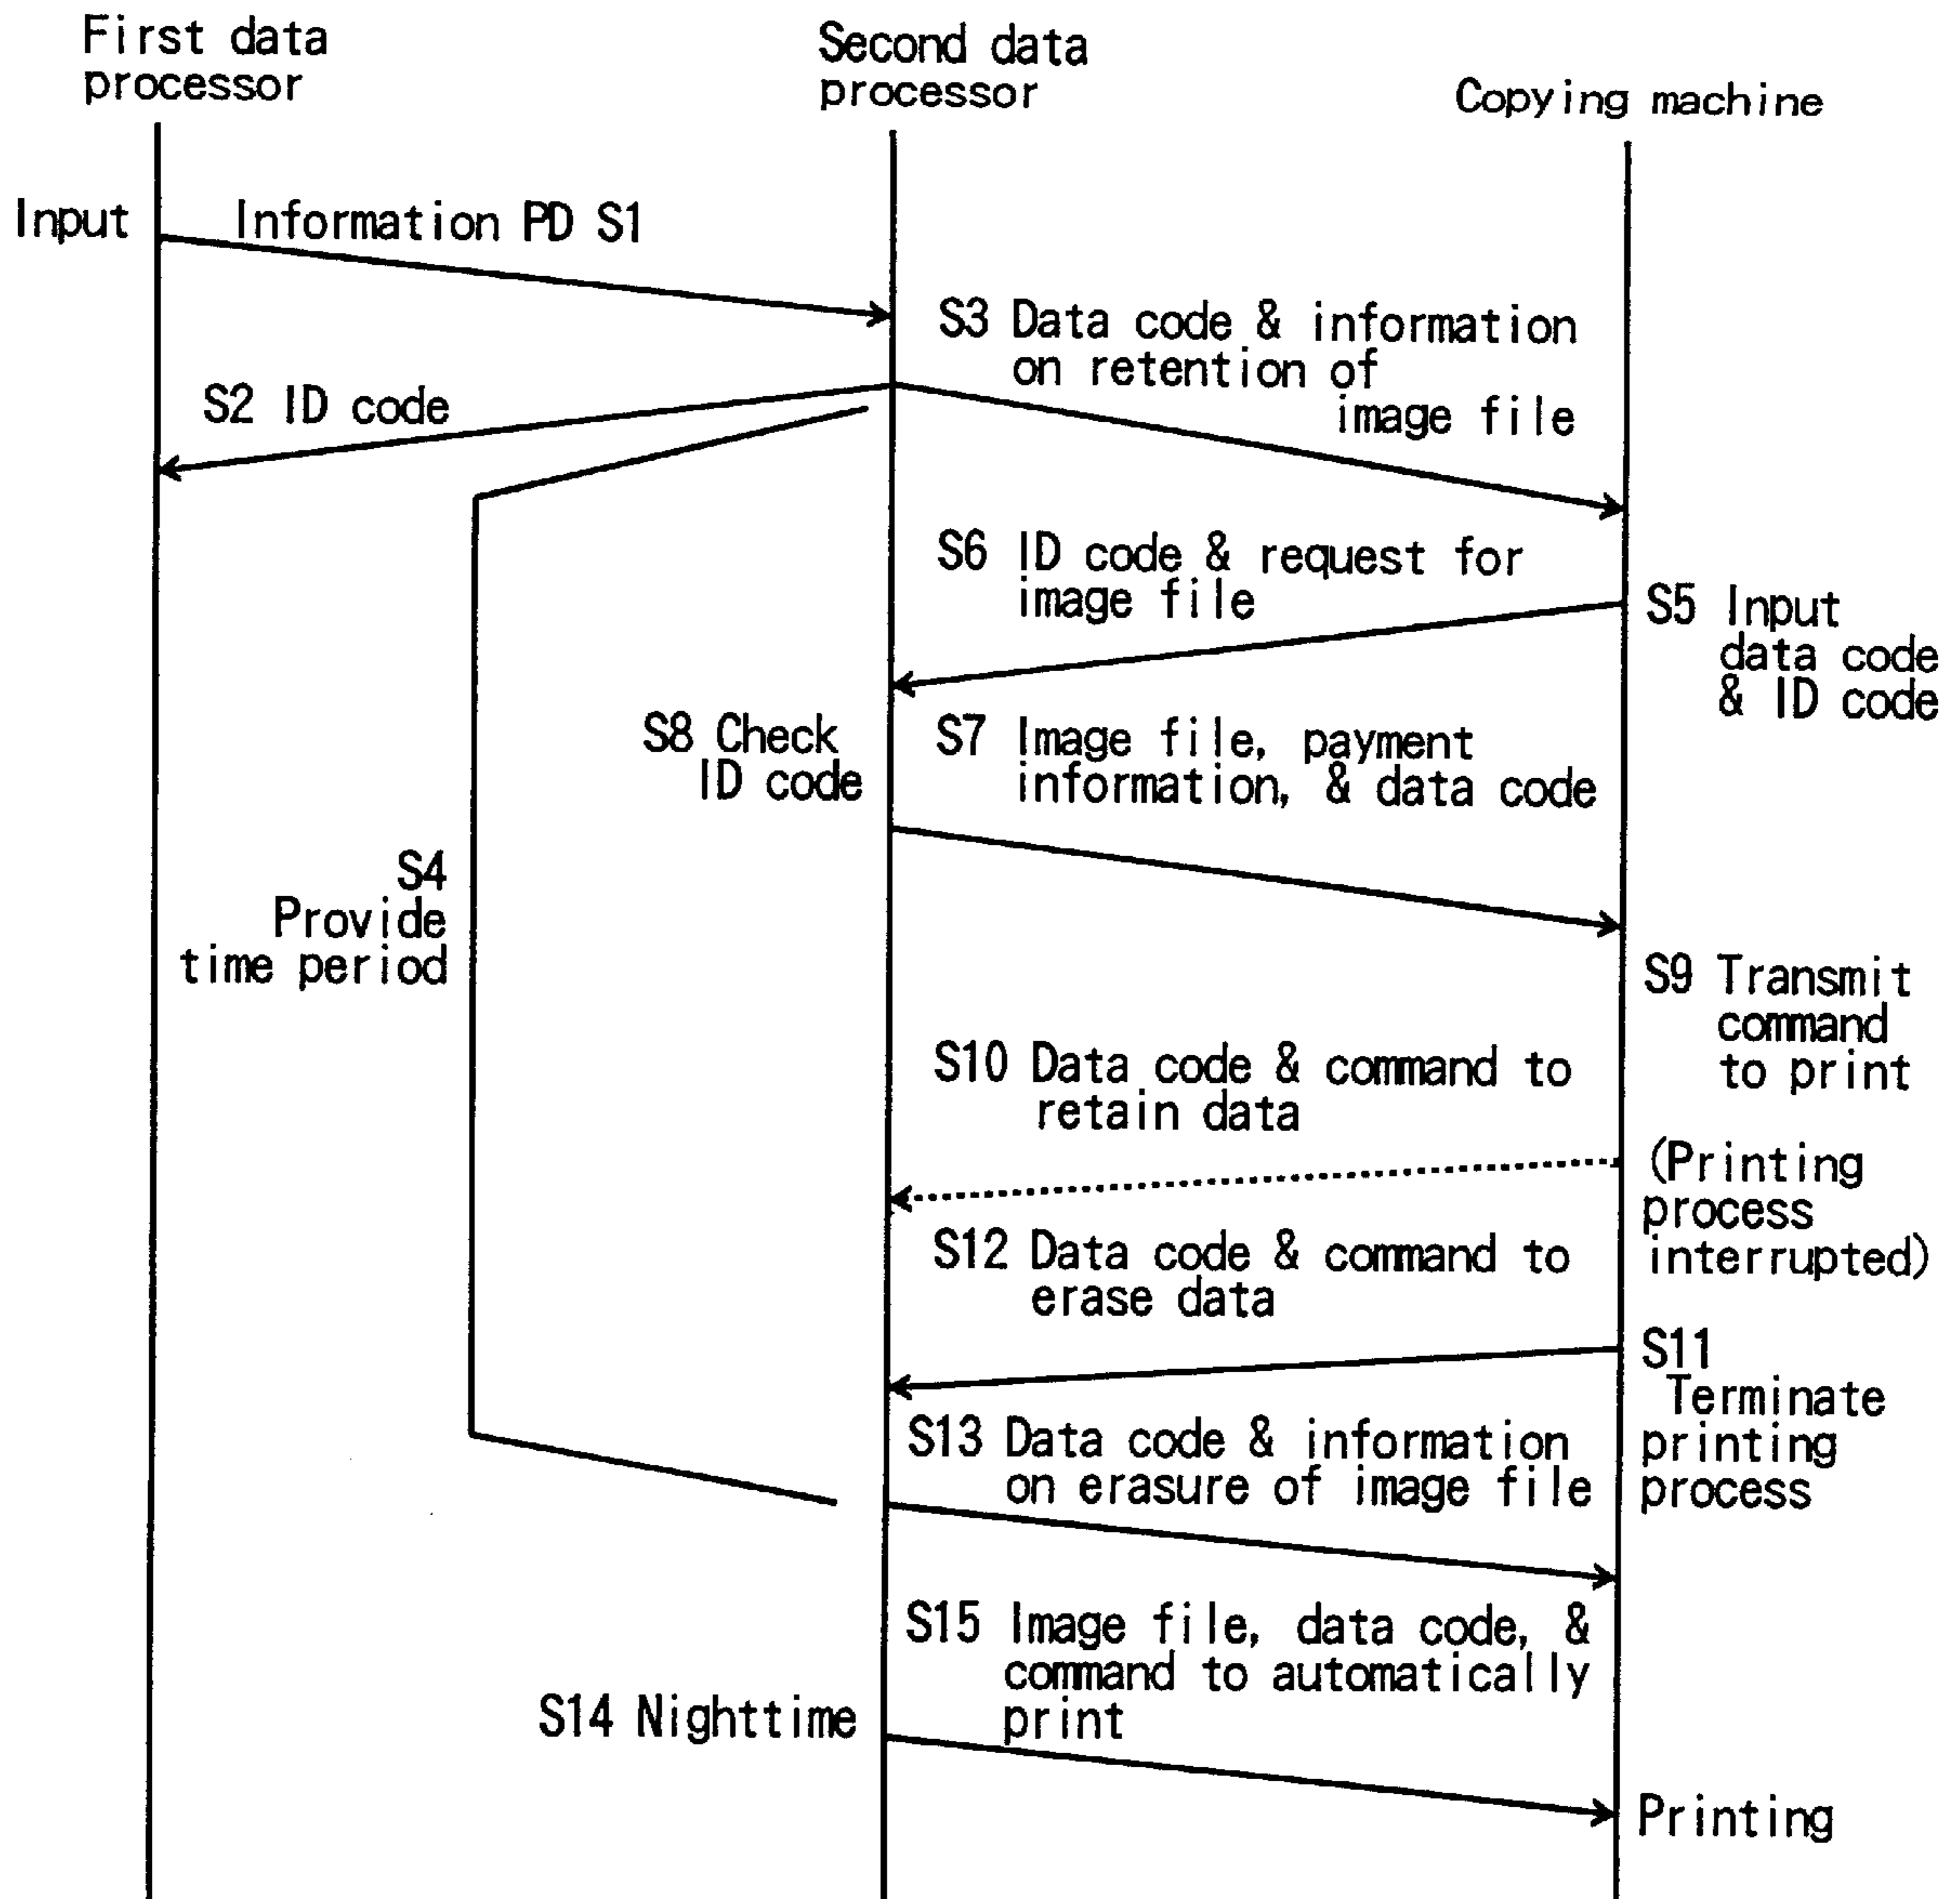 First data
processor
Second data
processor
Copying machine
Input
Information PD S1
S3 Data code & information
on retention of
image file
S2 ID code
S6 ID code & request for
image file
S5 Input
data code
& ID code
S8 Check
ID code
S7 Image file, payment
information, & data code
S4
Provide
time period
S9 Transmit
command
to print
S10 Data code & command to
retain data
(Printing
process
interrupted)
S12 Data code & command to
erase data
S11
Terminate
printing
process
S13 Data code & information
on erasure of image file
S15 Image file, data code, &
command to automatically
print
S14 Nighttime
Printing